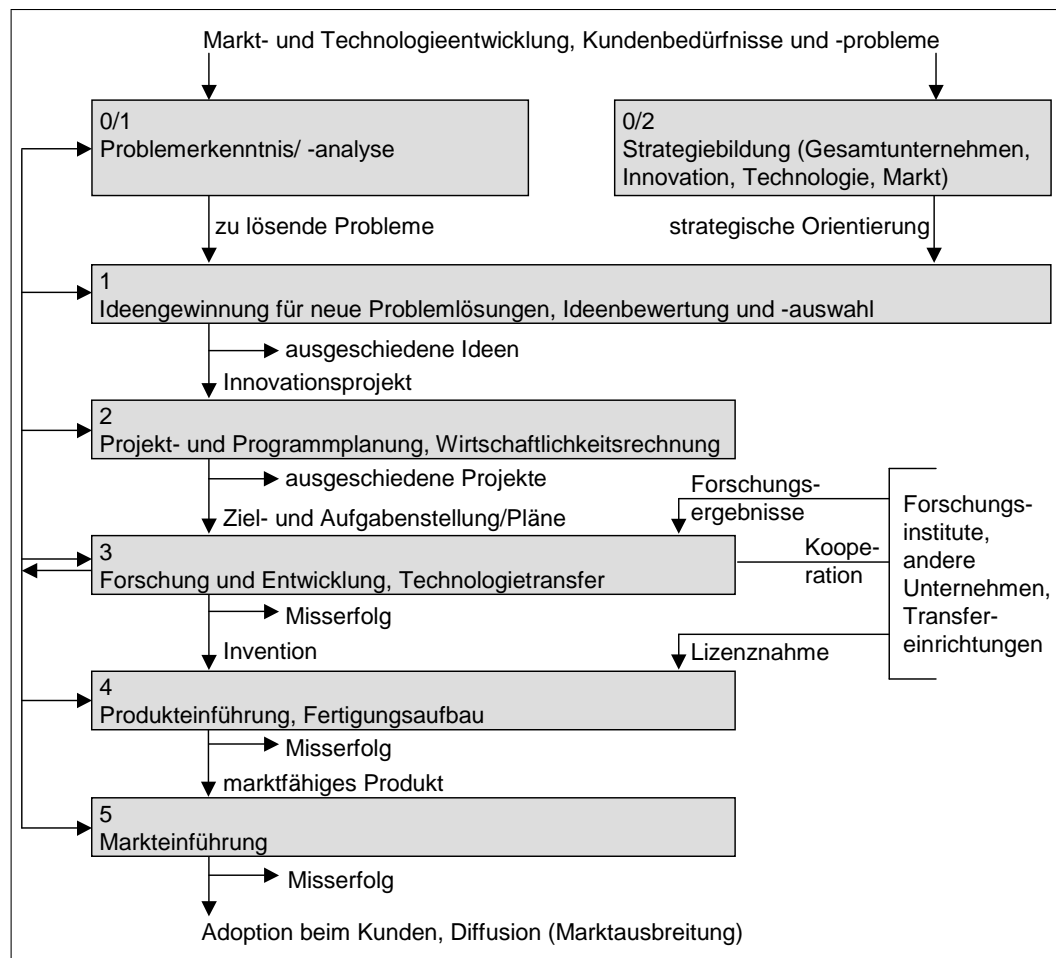 Markt- und Technologieentwicklung, Kundenbedürfnisse und -probleme
0/1
Problemerkenntnis/ -analyse
0/2
Strategiebildung (Gesamtunternehmen,
Innovation, Technologie, Markt)
zu lösende Probleme
strategische Orientierung
1
Ideengewinnung für neue Problemlösungen, Ideenbewertung und -auswahl
ausgeschiedene Ideen
Innovationsprojekt
2
Projekt- und Programmplanung, Wirtschaftlichkeitsrechnung
ausgeschiedene Projekte
Ziel- und Aufgabenstellung/Pläne
Forschungs-
ergebnisse
3
Forschung und Entwicklung, Technologietransfer
Koope-
ration
Forschungs-
institute,
andere
Unternehmen,
Transfer-
einrichtungen
Misserfolg
Invention
Lizenznahme
4
Produkteinführung, Fertigungsaufbau
Misserfolg
marktfähiges Produkt
5
Markteinführung
Misserfolg
Adoption beim Kunden, Diffusion (Marktausbreitung)